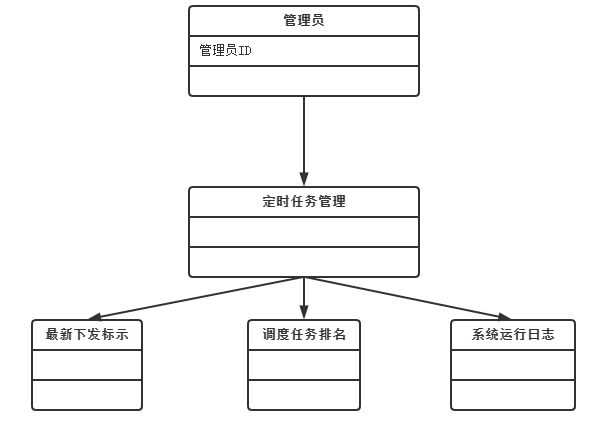 管理员
管理员ID
定时任务管理
最新下发标示
调度任务排名
系统运行日志